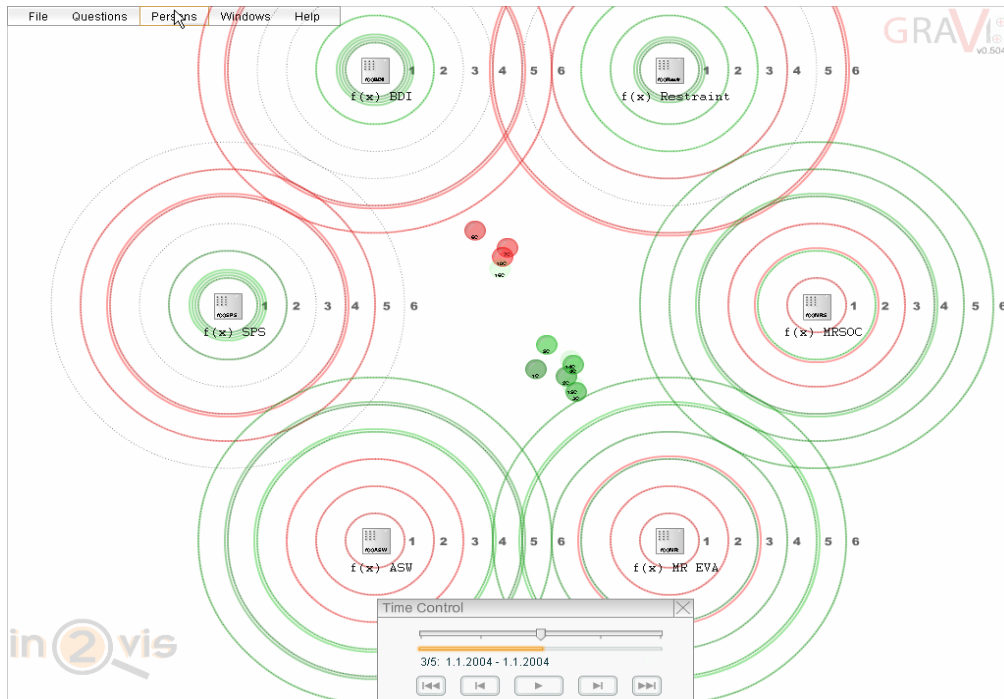 File Questions Persons Windows Help
GRAVI
v0.504
1 2 3 4 5 6
f(x) BDI
1 2 3 4 5 6
f(x) Restraint
1 2 3 4 5 6
f(x) SPS
1 2 3 4 5 6
f(x) MRSOC
1 2 3 4 5 6
f(x) ASW
1 2 3 4 5 6
f(x) MR EVA
Time Control
3/5: 1.1.2004 - 1.1.2004
in2vis